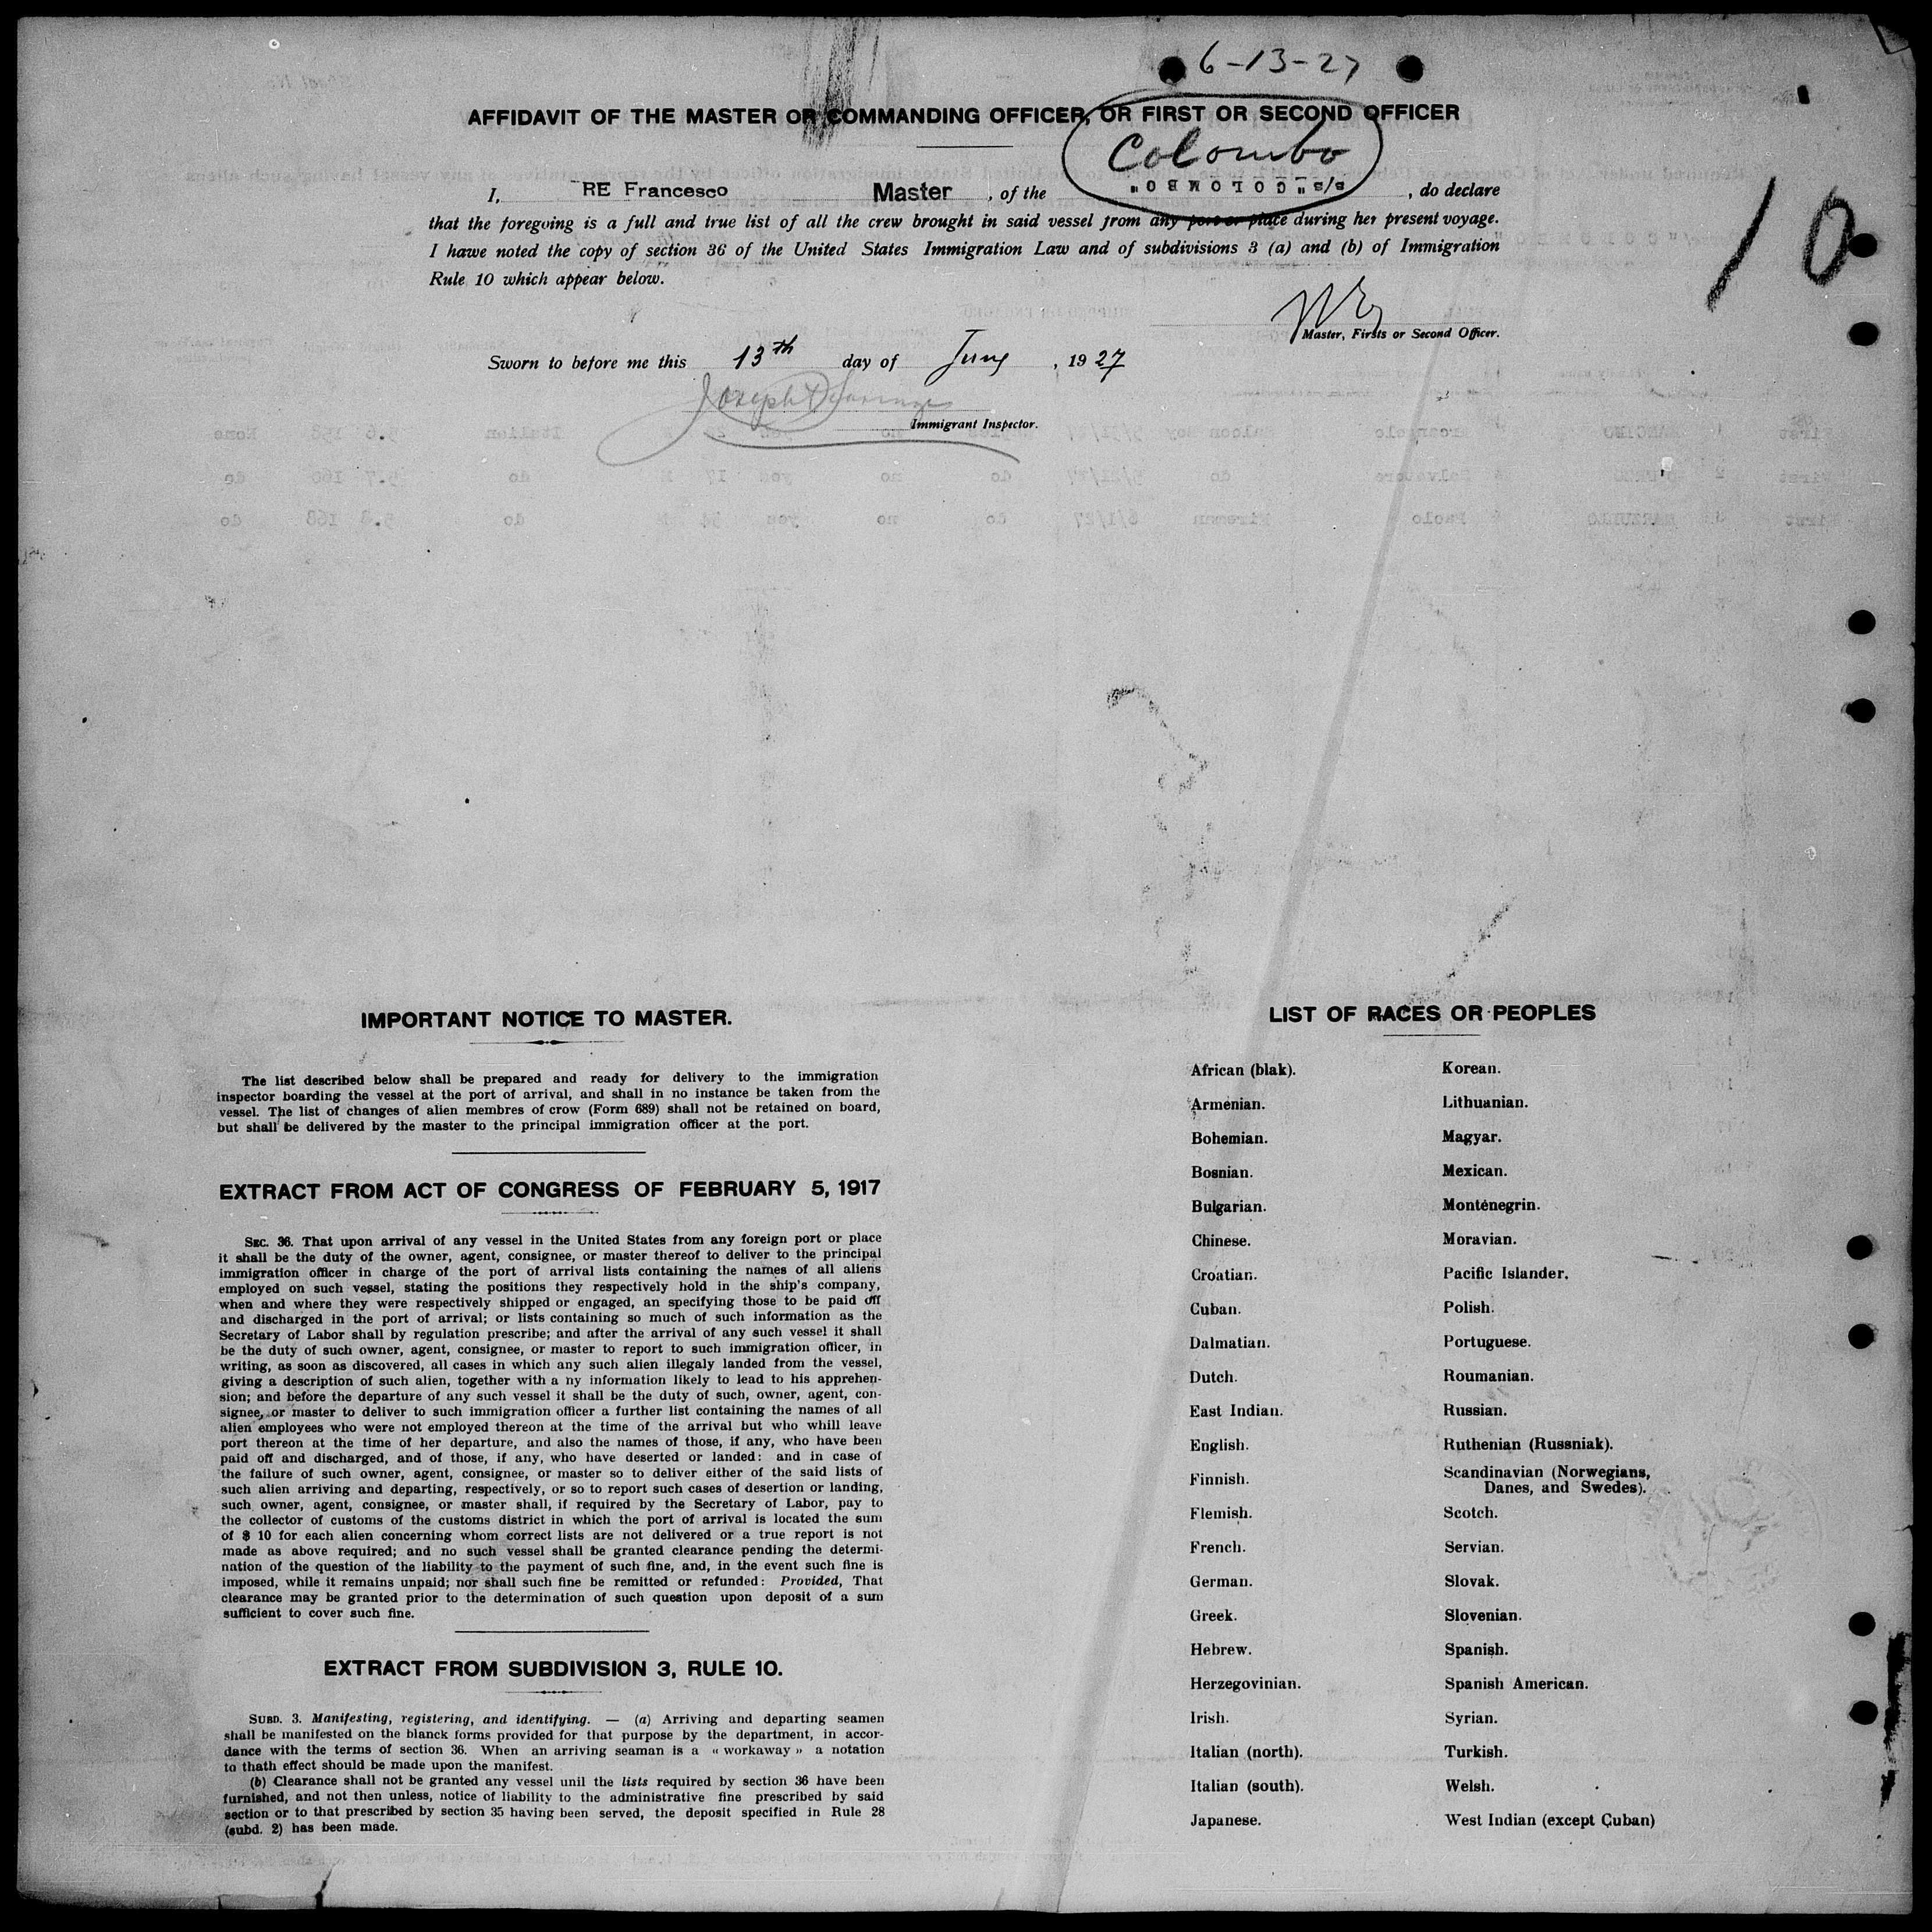 6-13-27
AFFIDAVIT OF THE MASTER OR COMMANDING OFFICER, OR FIRST OR SECOND OFFICER
Colombo
I, RE Francesco Master, of the s/s "COLOMBO", do declare
that the foregoing is a full and true list of all the crew brought in said vessel from any port or place during her present voyage.
I hawe noted the copy of section 36 of the United States Immigration Law and of subdivisions 3 (a) and (b) of Immigration
Rule 10 which appear below.
10
Master, Firsts or Second Officer.
Sworn to before me this 13th day of June, 1927
Joseph
Immigrant Inspector.
IMPORTANT NOTICE TO MASTER.
The list described below shall be prepared and ready for delivery to the immigration
inspector boarding the vessel at the port of arrival, and shall in no instance be taken from the
vessel. The list of changes of alien membres of crow (Form 689) shall not be retained on board,
but shall be delivered by the master to the principal immigration officer at the port.
EXTRACT FROM ACT OF CONGRESS OF FEBRUARY 5, 1917
SEC. 36. That upon arrival of any vessel in the United States from any foreign port or place
it shall be the duty of the owner, agent, consignee, or master thereof to deliver to the principal
immigration officer in charge of the port of arrival lists containing the names of all aliens
employed on such vessel, stating the positions they respectively hold in the ship's company,
when and where they were respectively shipped or engaged, an specifying those to be paid off
and discharged in the port of arrival; or lists containing so much of such information as the
Secretary of Labor shall by regulation prescribe; and after the arrival of any such vessel it shall
be the duty of such owner, agent, consignee, or master to report to such immigration officer, in
writing, as soon as discovered, all cases in which any such alien illegaly landed from the vessel,
giving a description of such alien, together with a ny information likely to lead to his apprehen-
sion; and before the departure of any such vessel it shall be the duty of such, owner, agent, con-
signee, or master to deliver to such immigration officer a further list containing the names of all
alien employees who were not employed thereon at the time of the arrival but who whill leave
port thereon at the time of her departure, and also the names of those, if any, who have been
paid off and discharged, and of those, if any, who have deserted or landed: and in case of
the failure of such owner, agent, consignee, or master so to deliver either of the said lists of
such alien arriving and departing, respectively, or so to report such cases of desertion or landing,
such owner, agent, consignee, or master shall, if required by the Secretary of Labor, pay to
the collector of customs of the customs district in which the port of arrival is located the sum
of $ 10 for each alien concerning whom correct lists are not delivered or a true report is not
made as above required; and no such vessel shall be granted clearance pending the determi-
nation of the question of the liability to the payment of such fine, and, in the event such fine is
imposed, while it remains unpaid; nor shall such fine be remitted or refunded: Provided, That
clearance may be granted prior to the determination of such question upon deposit of a sum
sufficient to cover such fine.
EXTRACT FROM SUBDIVISION 3, RULE 10.
SUBD. 3. Manifesting, registering, and identifying. — (a) Arriving and departing seamen
shall be manifested on the blanck forms provided for that purpose by the department, in accor-
dance with the terms of section 36. When an arriving seaman is a « workaway » a notation
to thath effect should be made upon the manifest.
(b) Clearance shall not be granted any vessel unil the lists required by section 36 have been
furnished, and not then unless, notice of liability to the administrative fine prescribed by said
section or to that prescribed by section 35 having been served, the deposit specified in Rule 28
(subd. 2) has been made.
LIST OF RACES OR PEOPLES
African (blak). Korean.
Armenian. Lithuanian.
Bohemian. Magyar.
Bosnian. Mexican.
Bulgarian. Montenegrin.
Chinese. Moravian.
Croatian. Pacific Islander.
Cuban. Polish.
Dalmatian. Portuguese.
Dutch. Roumanian.
East Indian. Russian.
English. Ruthenian (Russniak).
Finnish. Scandinavian (Norwegians,
Danes, and Swedes).
Flemish. Scotch.
French. Servian.
German. Slovak.
Greek. Slovenian.
Hebrew. Spanish.
Herzegovinian. Spanish American.
Irish. Syrian.
Italian (north). Turkish.
Italian (south). Welsh.
Japanese. West Indian (except Cuban)